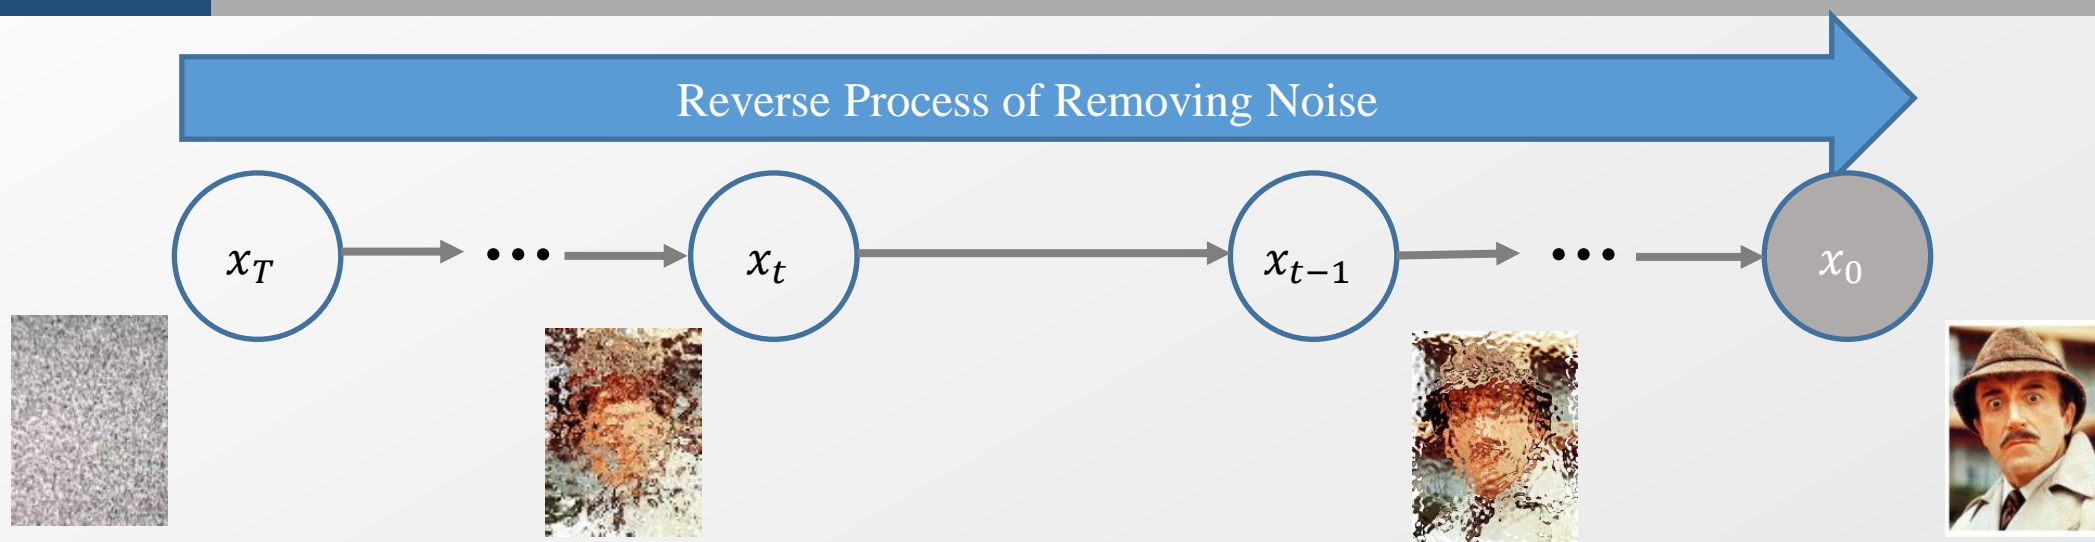 Reverse Process of Removing Noise
x_T ••• x_t x_{t−1} ••• x_0